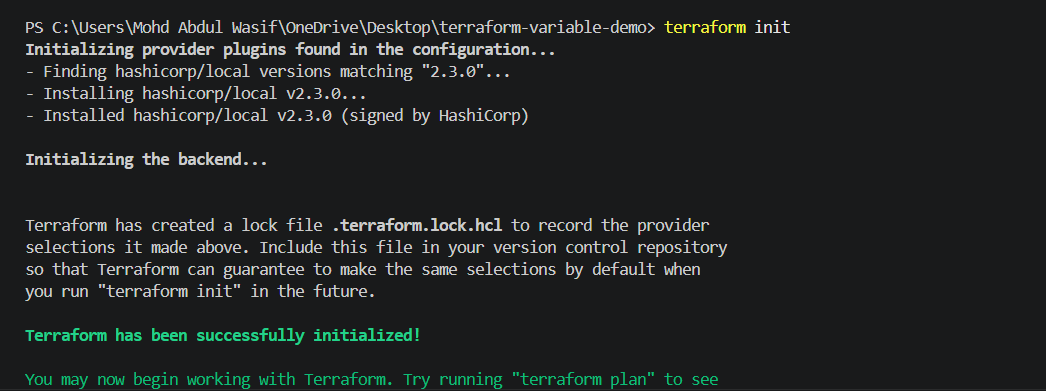 PS C:\Users\Mohd Abdul Wasif\OneDrive\Desktop\terraform-variable-demo> terraform init
Initializing provider plugins found in the configuration...
- Finding hashicorp/local versions matching "2.3.0"...
- Installing hashicorp/local v2.3.0...
- Installed hashicorp/local v2.3.0 (signed by HashiCorp)
Initializing the backend...
Terraform has created a lock file .terraform.lock.hcl to record the provider
selections it made above. Include this file in your version control repository
so that Terraform can guarantee to make the same selections by default when
you run "terraform init" in the future.
Terraform has been successfully initialized!
You may now begin working with Terraform. Try running "terraform plan" to see